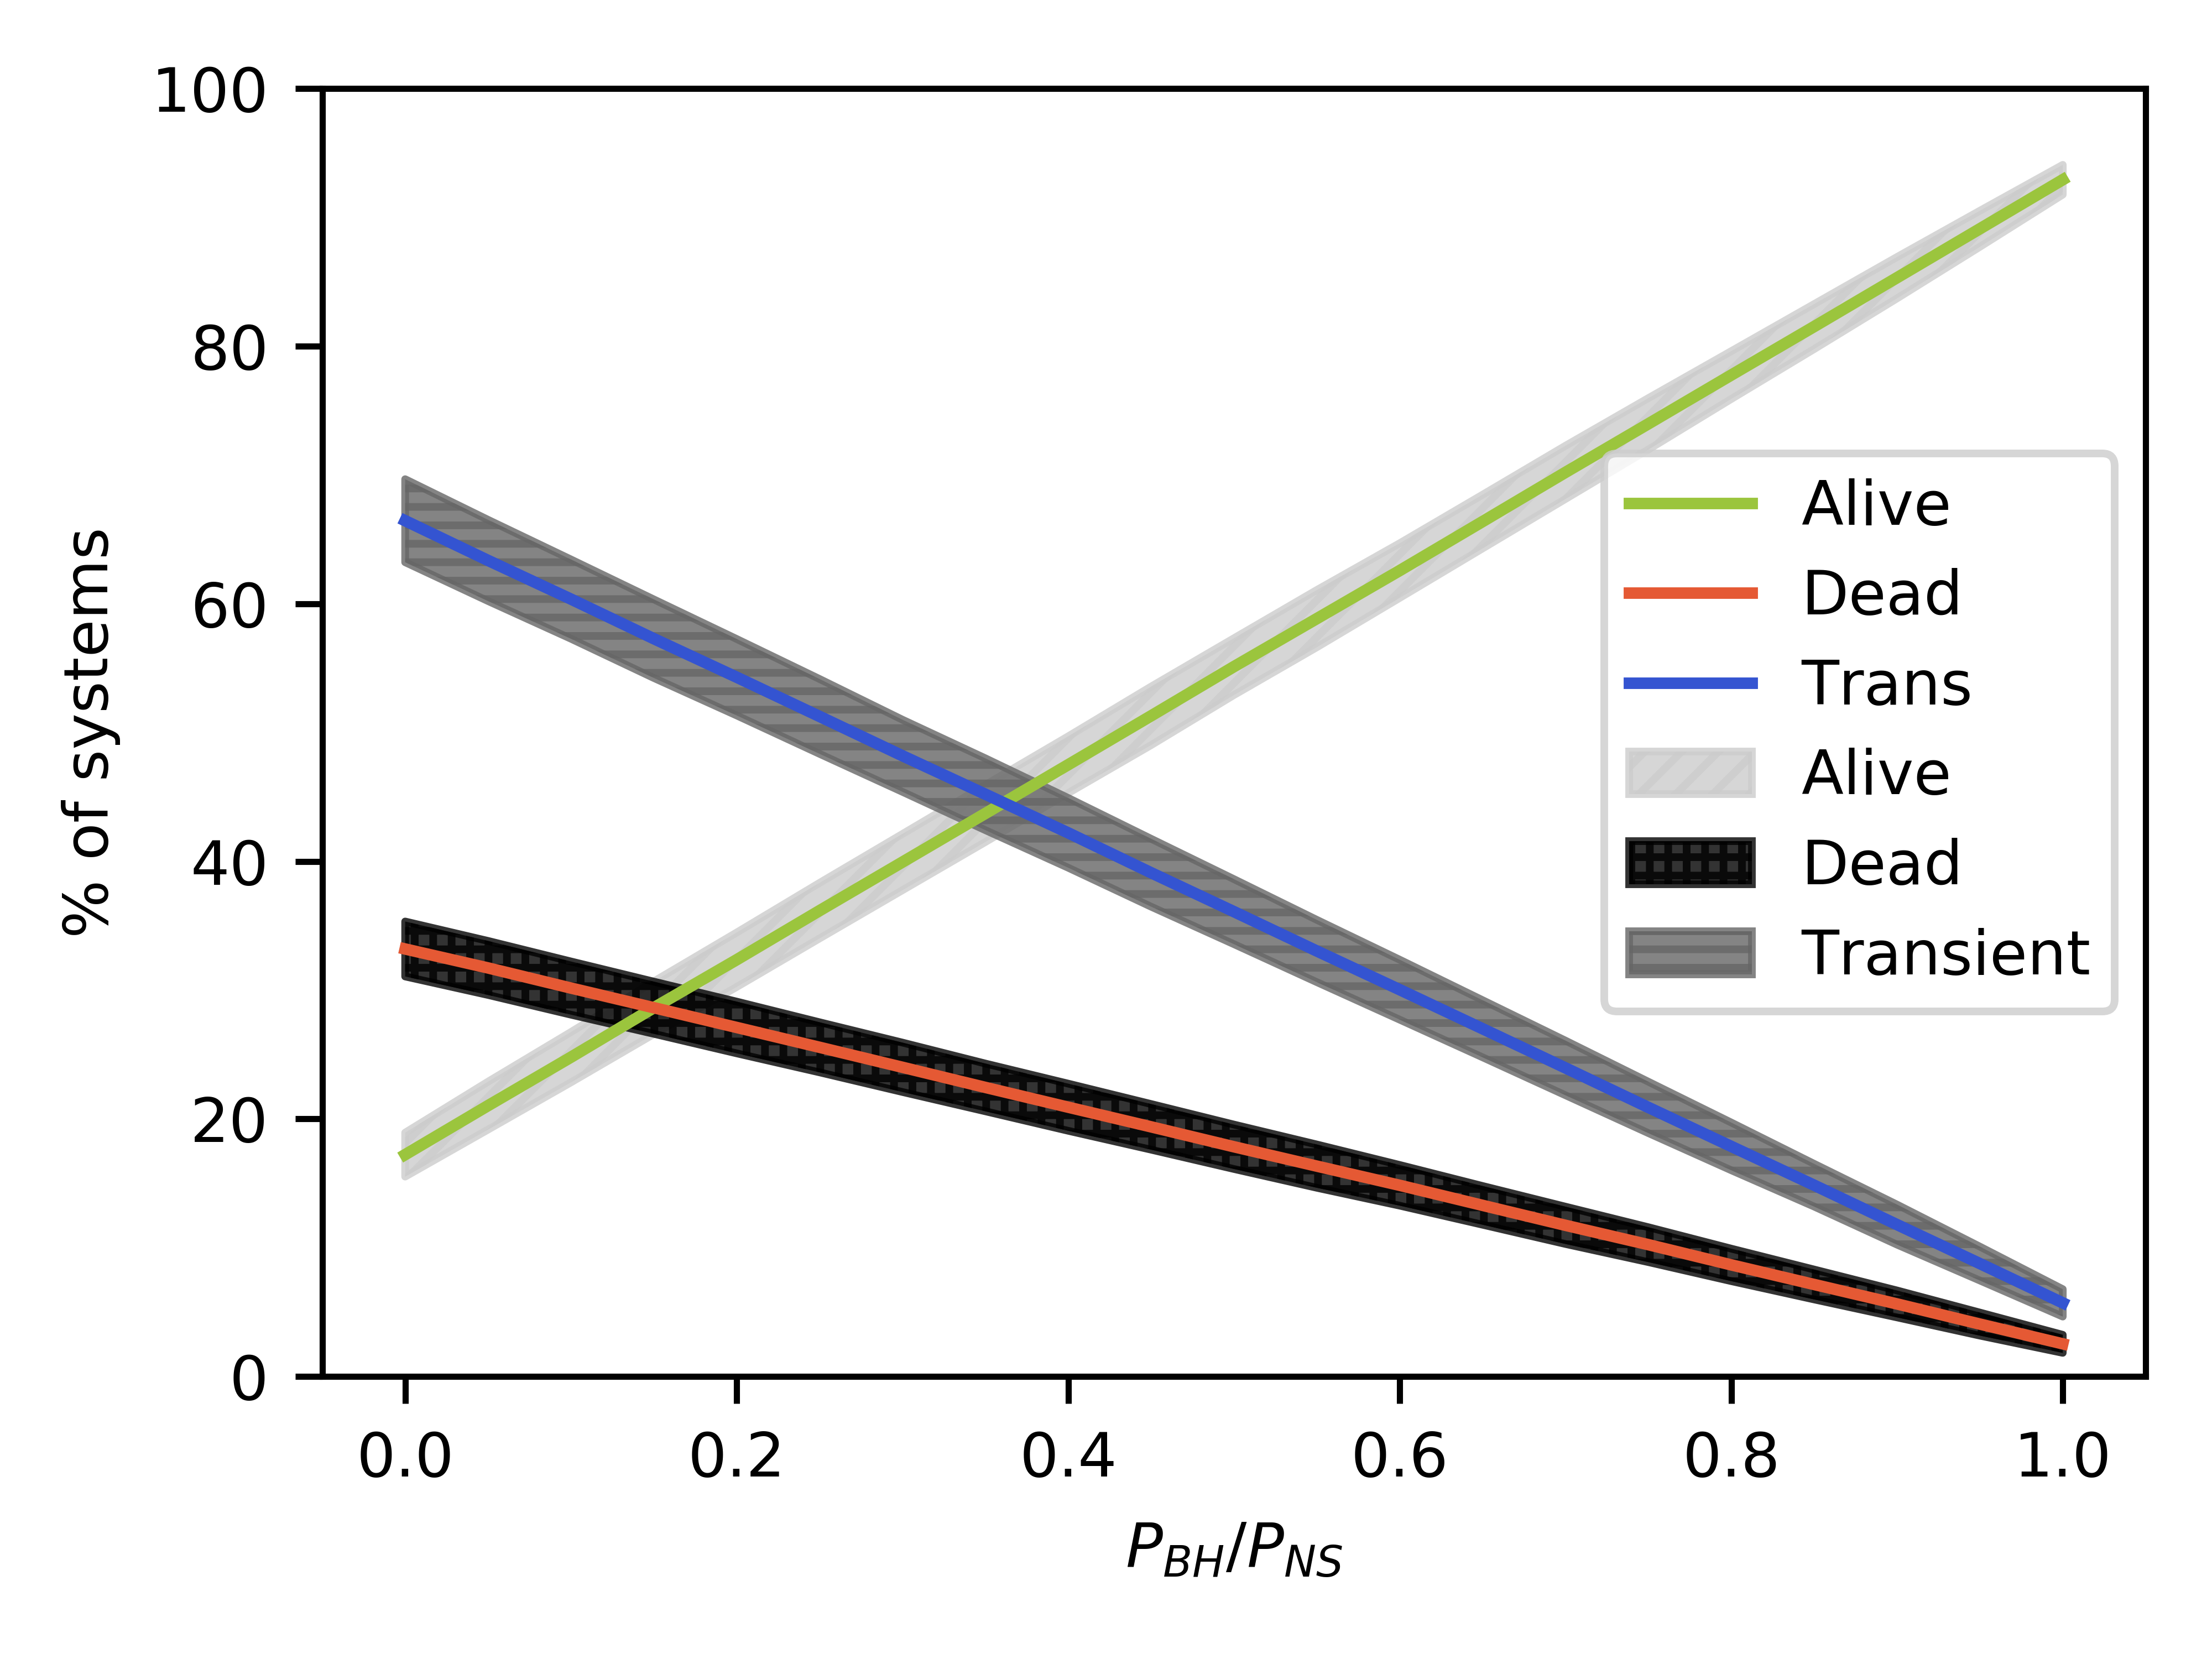 100
80
60
40
20
0
% of systems
0.0 0.2 0.4 0.6 0.8 1.0
P_BH/P_NS
Alive
Dead
Trans
Alive
Dead
Transient